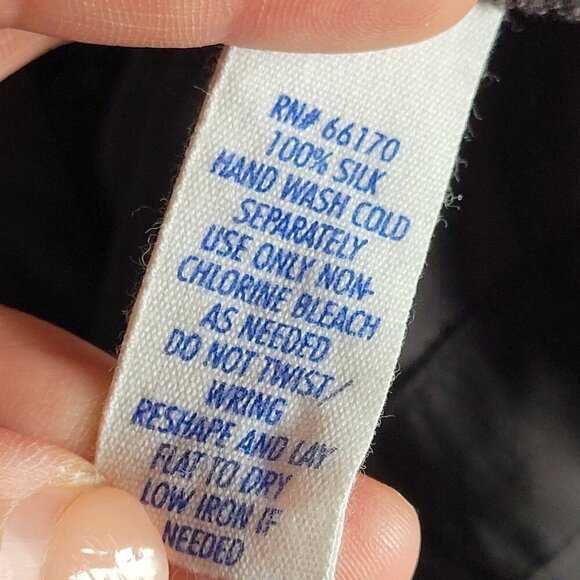 RN# 66170
100% SILK
HAND WASH COLD
SEPARATELY
USE ONLY NON-
CHLORINE BLEACH
AS NEEDED
DO NOT TWIST/
WRING
RESHAPE AND LAY
FLAT TO DRY
LOW IRON IF
NEEDED